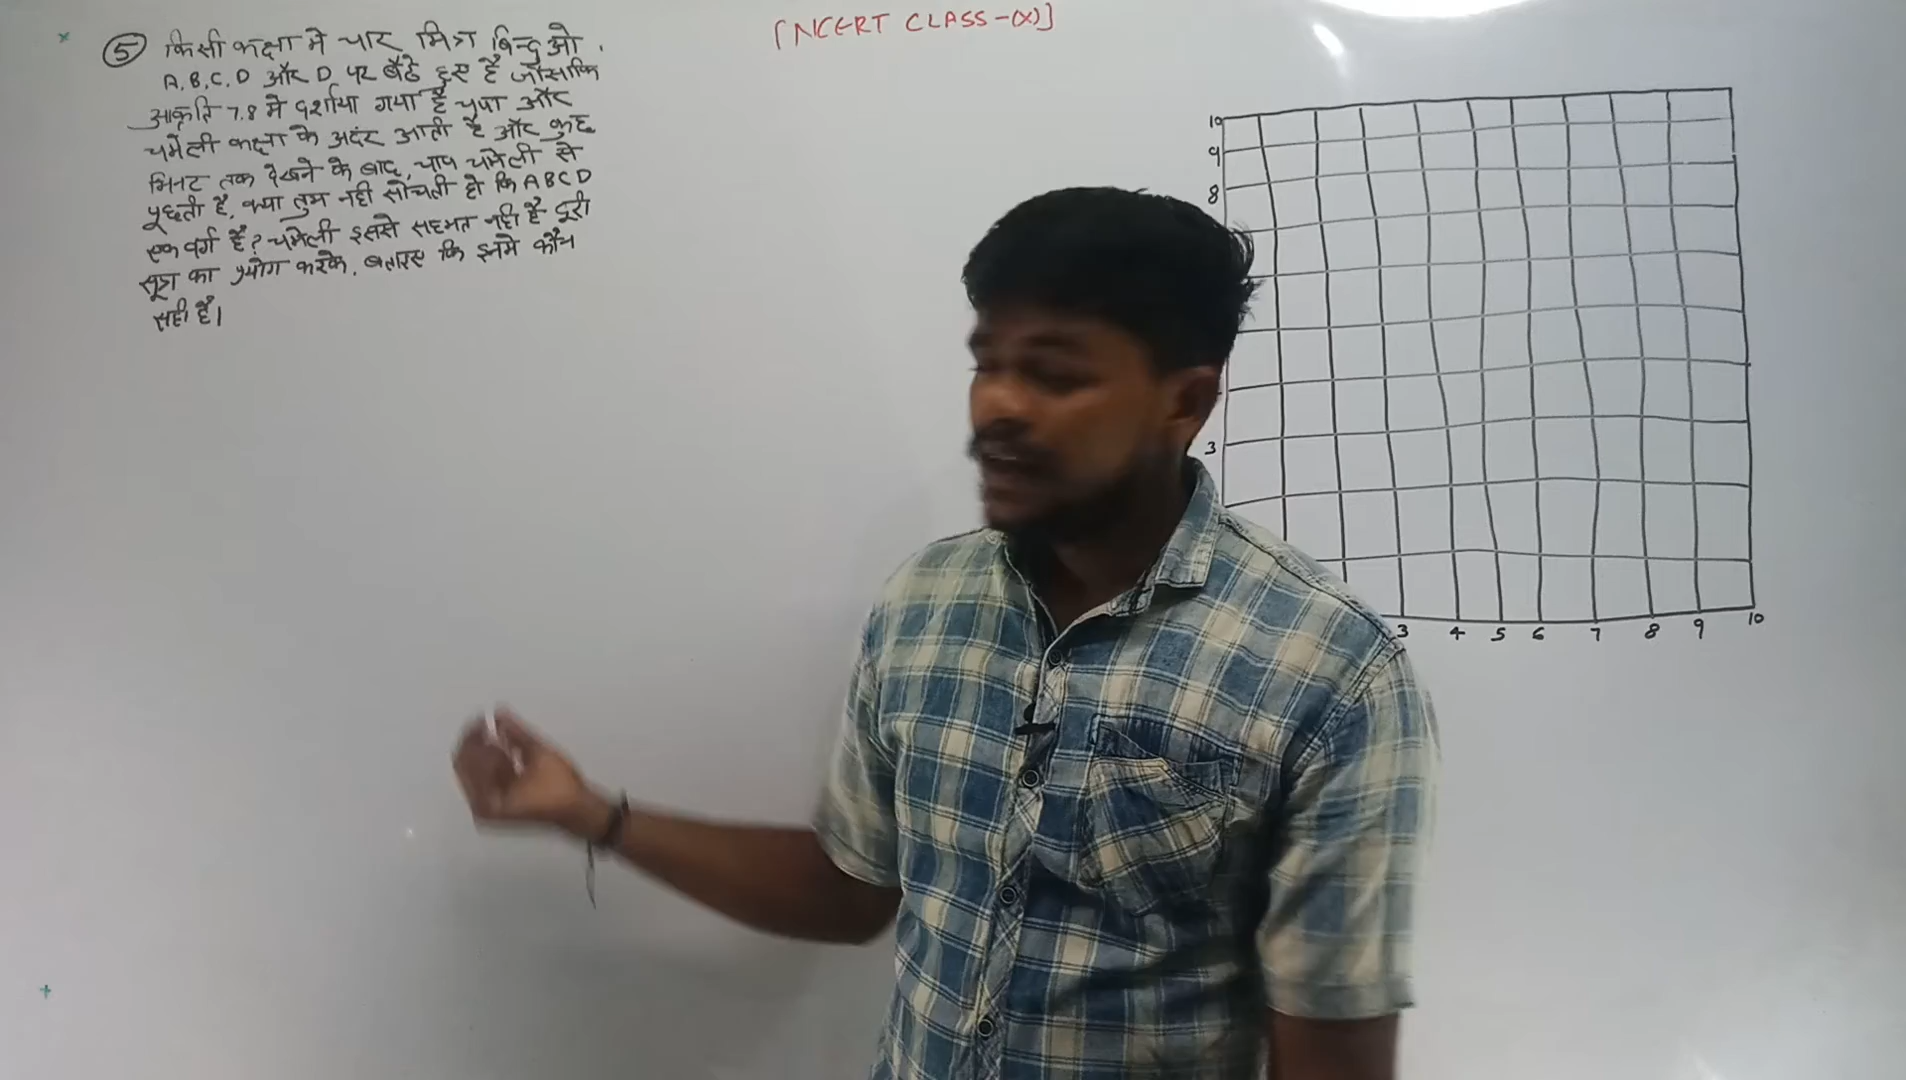 [NCERT CLASS-(X)]
⑤ किसी कक्षा मे चार मित्र बिन्दुओ
A, B, C, D और D पर बैठे हुए है जैसाकि
आकृति 7.8 मे दर्शाया गया है चंपा और
चमेली कक्षा के अदंर आती है और कुछ
मिनट तक देखने के बाद, चंपा चमेली से
पूछती है, क्या तुम नही सोचती हो कि ABCD
एक वर्ग है? चमेली इससे सहमत नही है दूरी
सूत्र का प्रयोग करके, बताइए कि इनमे कौन
सही है।
10
9
8
3
3 4 5 6 7 8 9 10